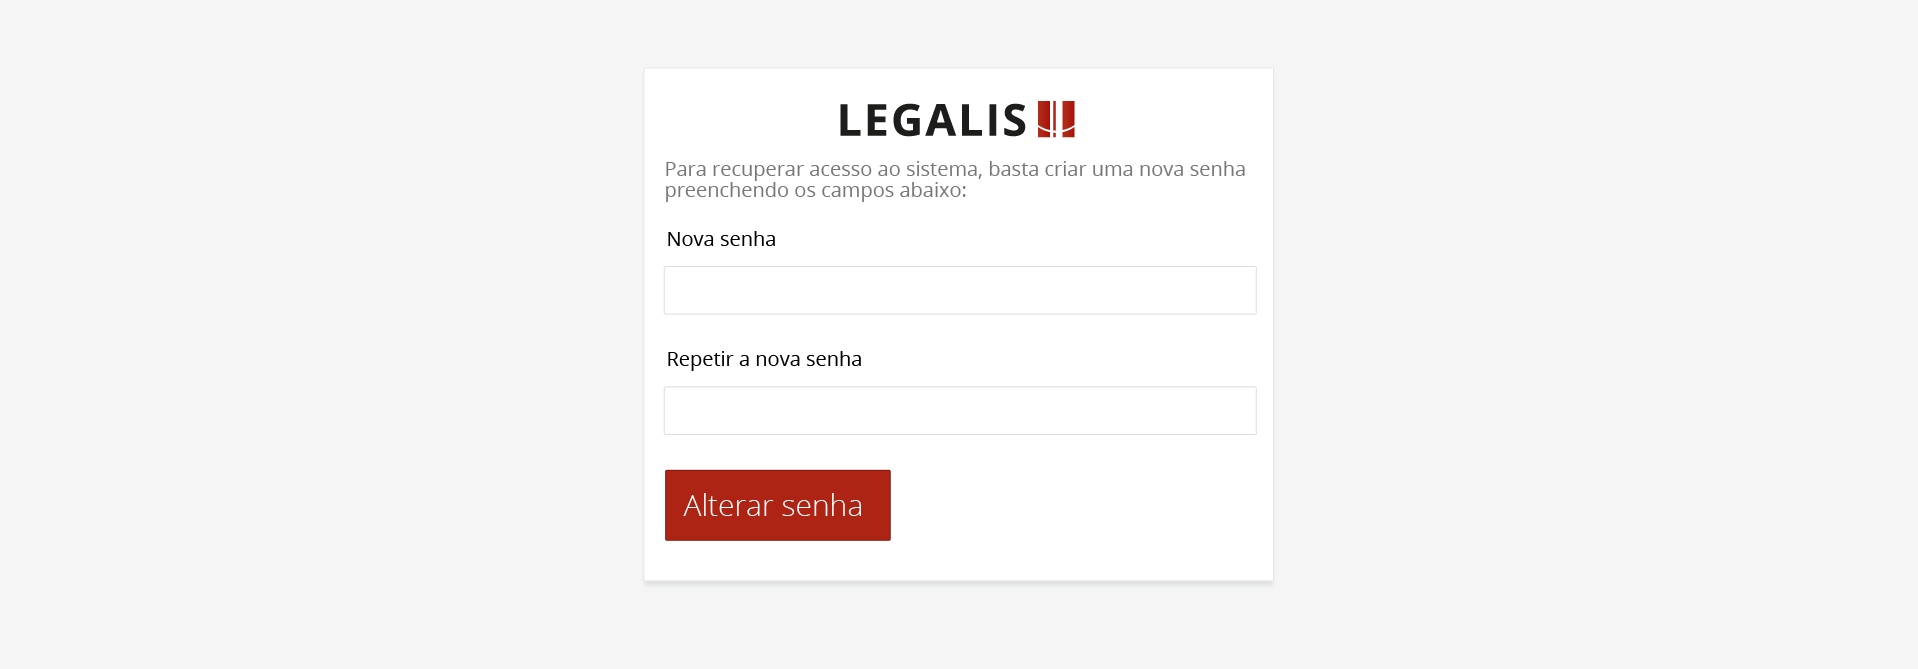 LEGALIS
Para recuperar acesso ao sistema, basta criar uma nova senha
preenchendo os campos abaixo:
Nova senha
Repetir a nova senha
Alterar senha